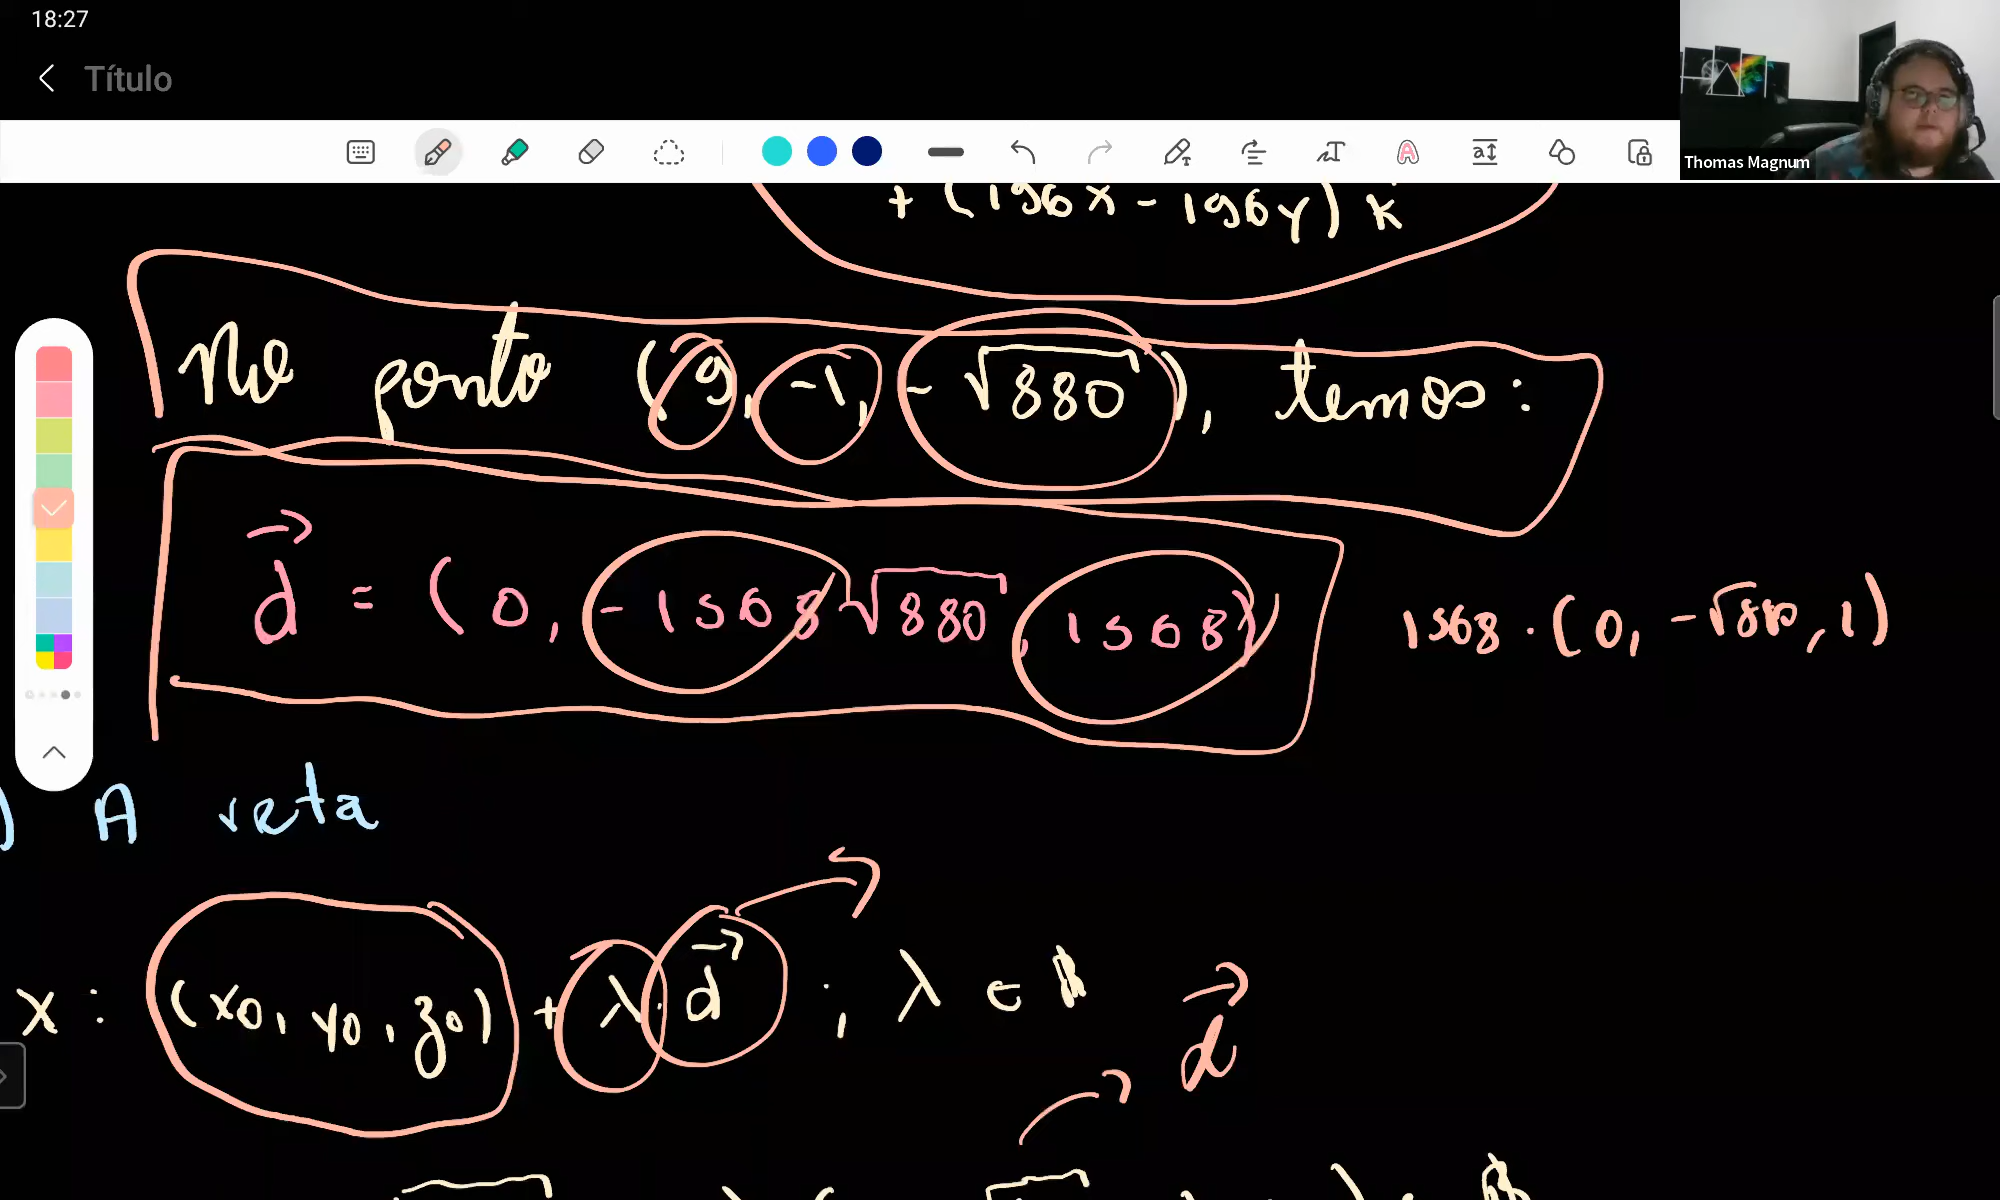 18:27
Título
Thomas Magnum
+ (196x - 196y) k
No ponto (9, -1, -√880), temos:
d⃗ = (0, -1568√880, 1568)
1568 · (0, -√880, 1)
) A reta
x : (x0, y0, z0) + λ · d⃗ ; λ ∈ ℝ
d⃗